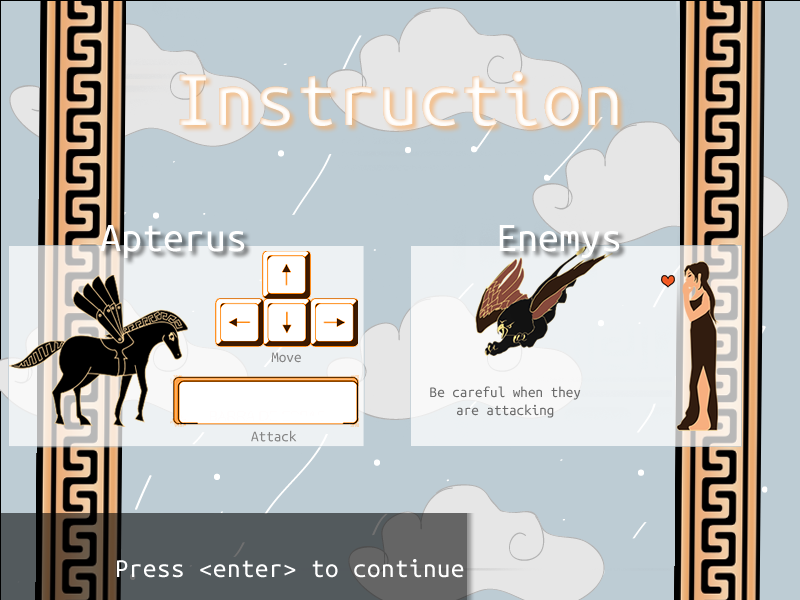 Instruction
Apterus
Move
Attack
Enemys
Be careful when they
are attacking
Press <enter> to continue